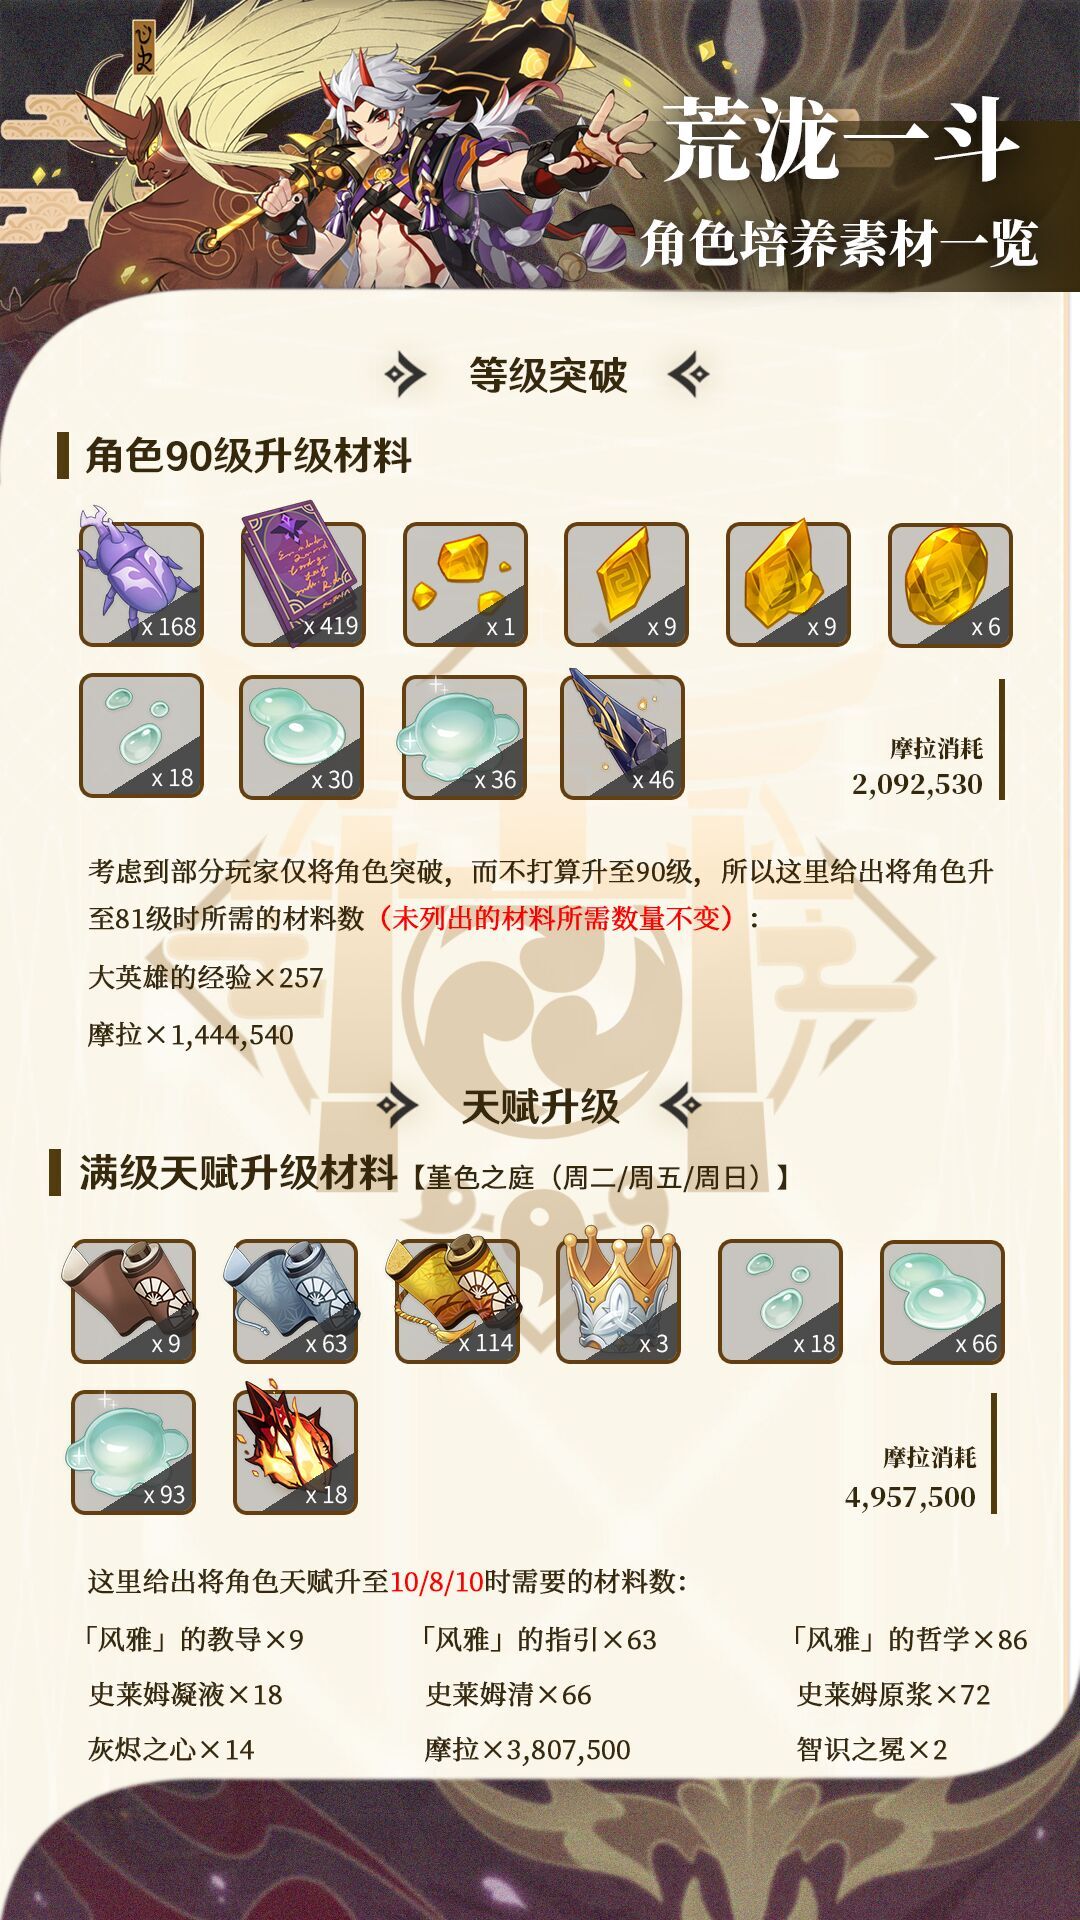 荒泷一斗
角色培养素材一览
等级突破
角色90级升级材料
x 168
x 419
x 1
x 9
x 9
x 6
x 18
x 30
x 36
x 46
摩拉消耗
2,092,530
考虑到部分玩家仅将角色突破，而不打算升至90级，所以这里给出将角色升
至81级时所需的材料数（未列出的材料所需数量不变）：
大英雄的经验×257
摩拉×1,444,540
天赋升级
满级天赋升级材料【堇色之庭（周二/周五/周日）】
x 9
x 63
x 114
x 3
x 18
x 66
x 93
x 18
摩拉消耗
4,957,500
这里给出将角色天赋升至10/8/10时需要的材料数：
「风雅」的教导×9 「风雅」的指引×63 「风雅」的哲学×86
史莱姆凝液×18 史莱姆清×66 史莱姆原浆×72
灰烬之心×14 摩拉×3,807,500 智识之冕×2